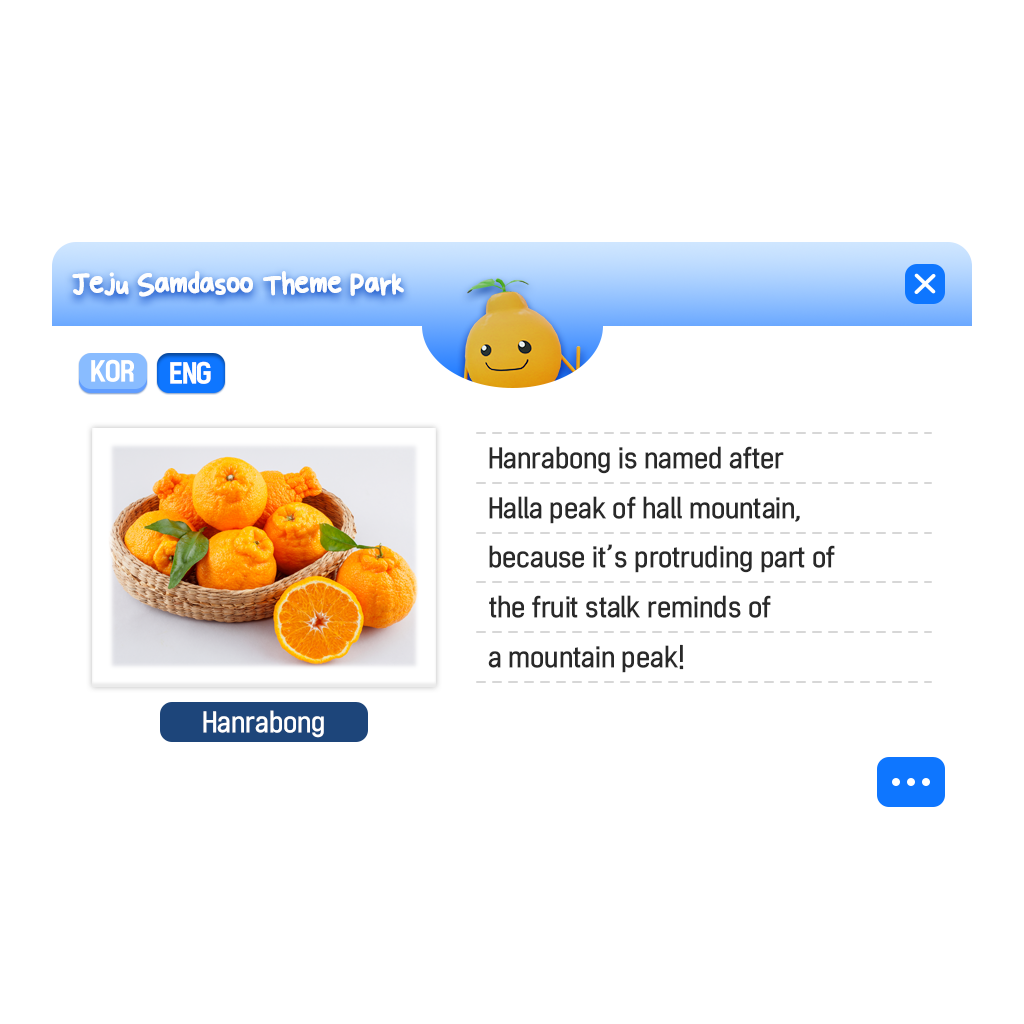 Jeju Samdasoo Theme Park
KOR ENG
Hanrabong is named after
Halla peak of hall mountain,
because it's protruding part of
the fruit stalk reminds of
a mountain peak!
Hanrabong